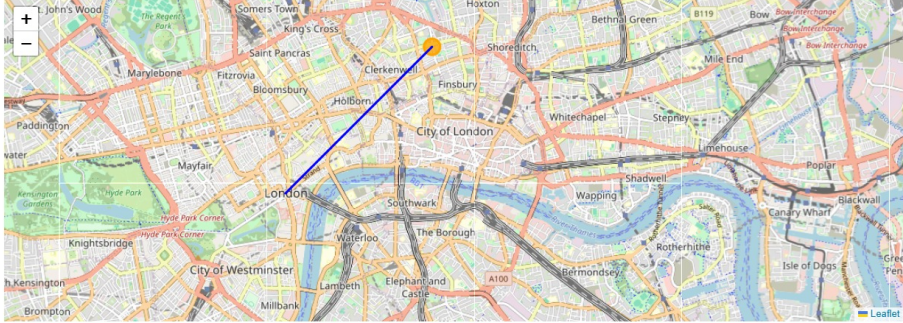 +
−
St. John's Wood
The Regent
Park
Somers Town
Hoxton
Bethnal Green
B119
Bow
Bow Interchange
Bow Interchange
Bow Interchange
King's Cross
Saint Pancras
Shoreditch
Mile End
Marylebone
Fitzrovia
Clerkenwell
Finsbury
Bloomsbury
Holborn
Paddington
City of London
Whitechapel
Stepney
Limehouse
water
Mayfair
Strand
Poplar
Kensington
Gardens
Hyde Park
London
Southwark
Shadwell
Wapping
Blackwall
Hyde Park Corner
Hyde Park Corner
Canary Wharf
Knightsbridge
Waterloo
The Borough
Rotherhithe
City of Westminster
Bermondsey
Isle of Dogs
h Kensington
Lambeth
Elephant and
Castle
A100
Millbank
Brompton
Leaflet